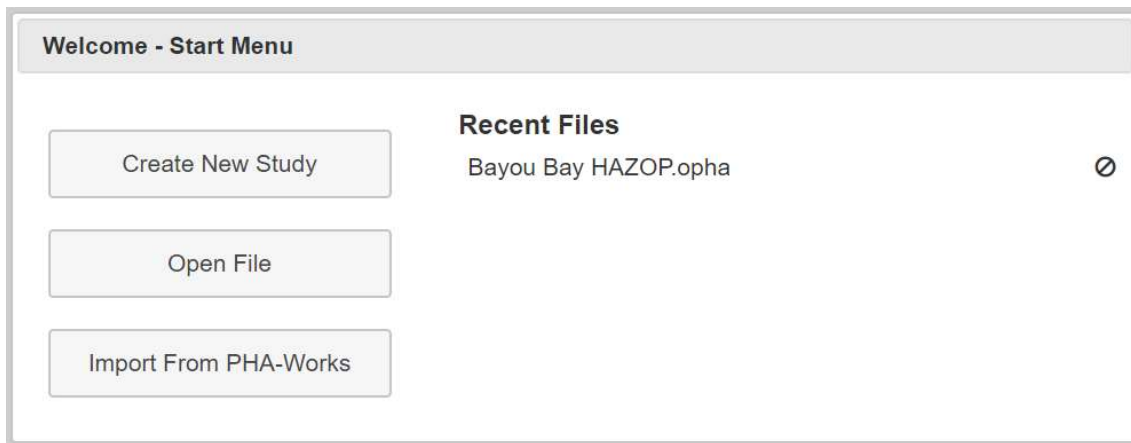 Welcome - Start Menu
Create New Study
Open File
Import From PHA-Works
Recent Files
Bayou Bay HAZOP.opha